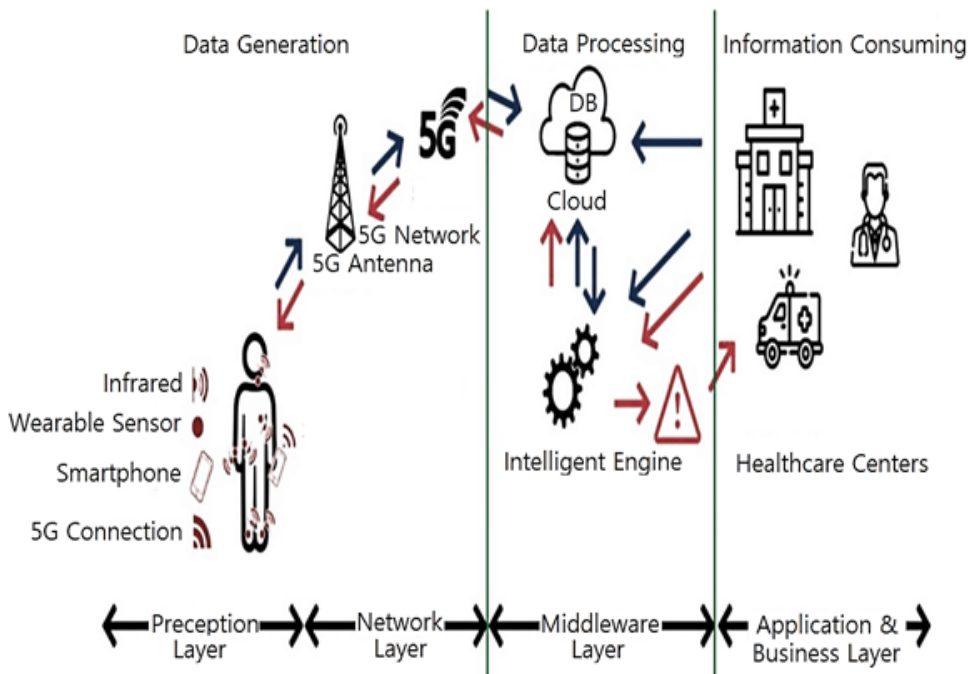 Data Generation
Data Processing
Information Consuming
5G
DB
Cloud
5G Network
5G Antenna
Infrared
Wearable Sensor
Smartphone
5G Connection
!
Intelligent Engine
Healthcare Centers
Preception
Layer
Network
Layer
Middleware
Layer
Application &
Business Layer